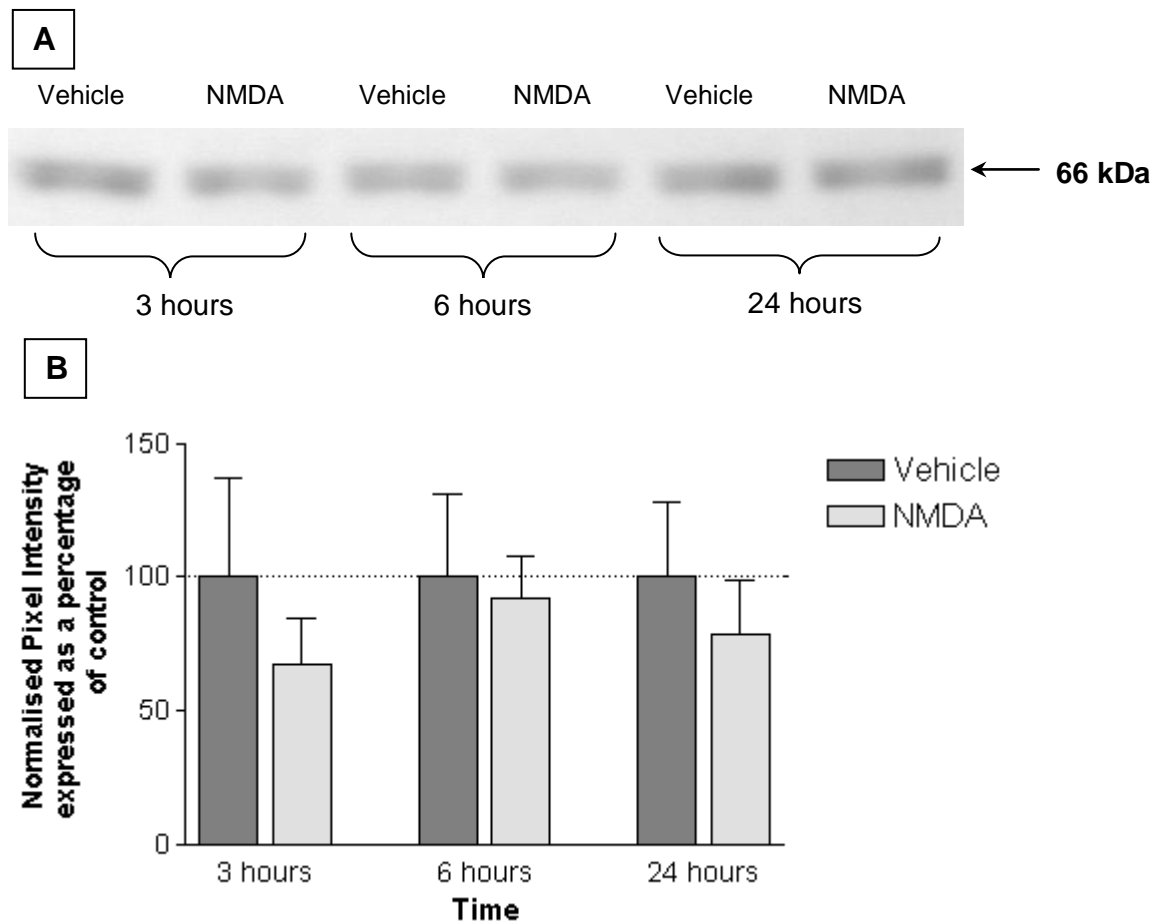 A
Vehicle NMDA Vehicle NMDA Vehicle NMDA
66 kDa
3 hours 6 hours 24 hours
B
Normalised Pixel Intensity
expressed as a percentage
of control
150
100
50
0
Vehicle
NMDA
3 hours 6 hours 24 hours
Time